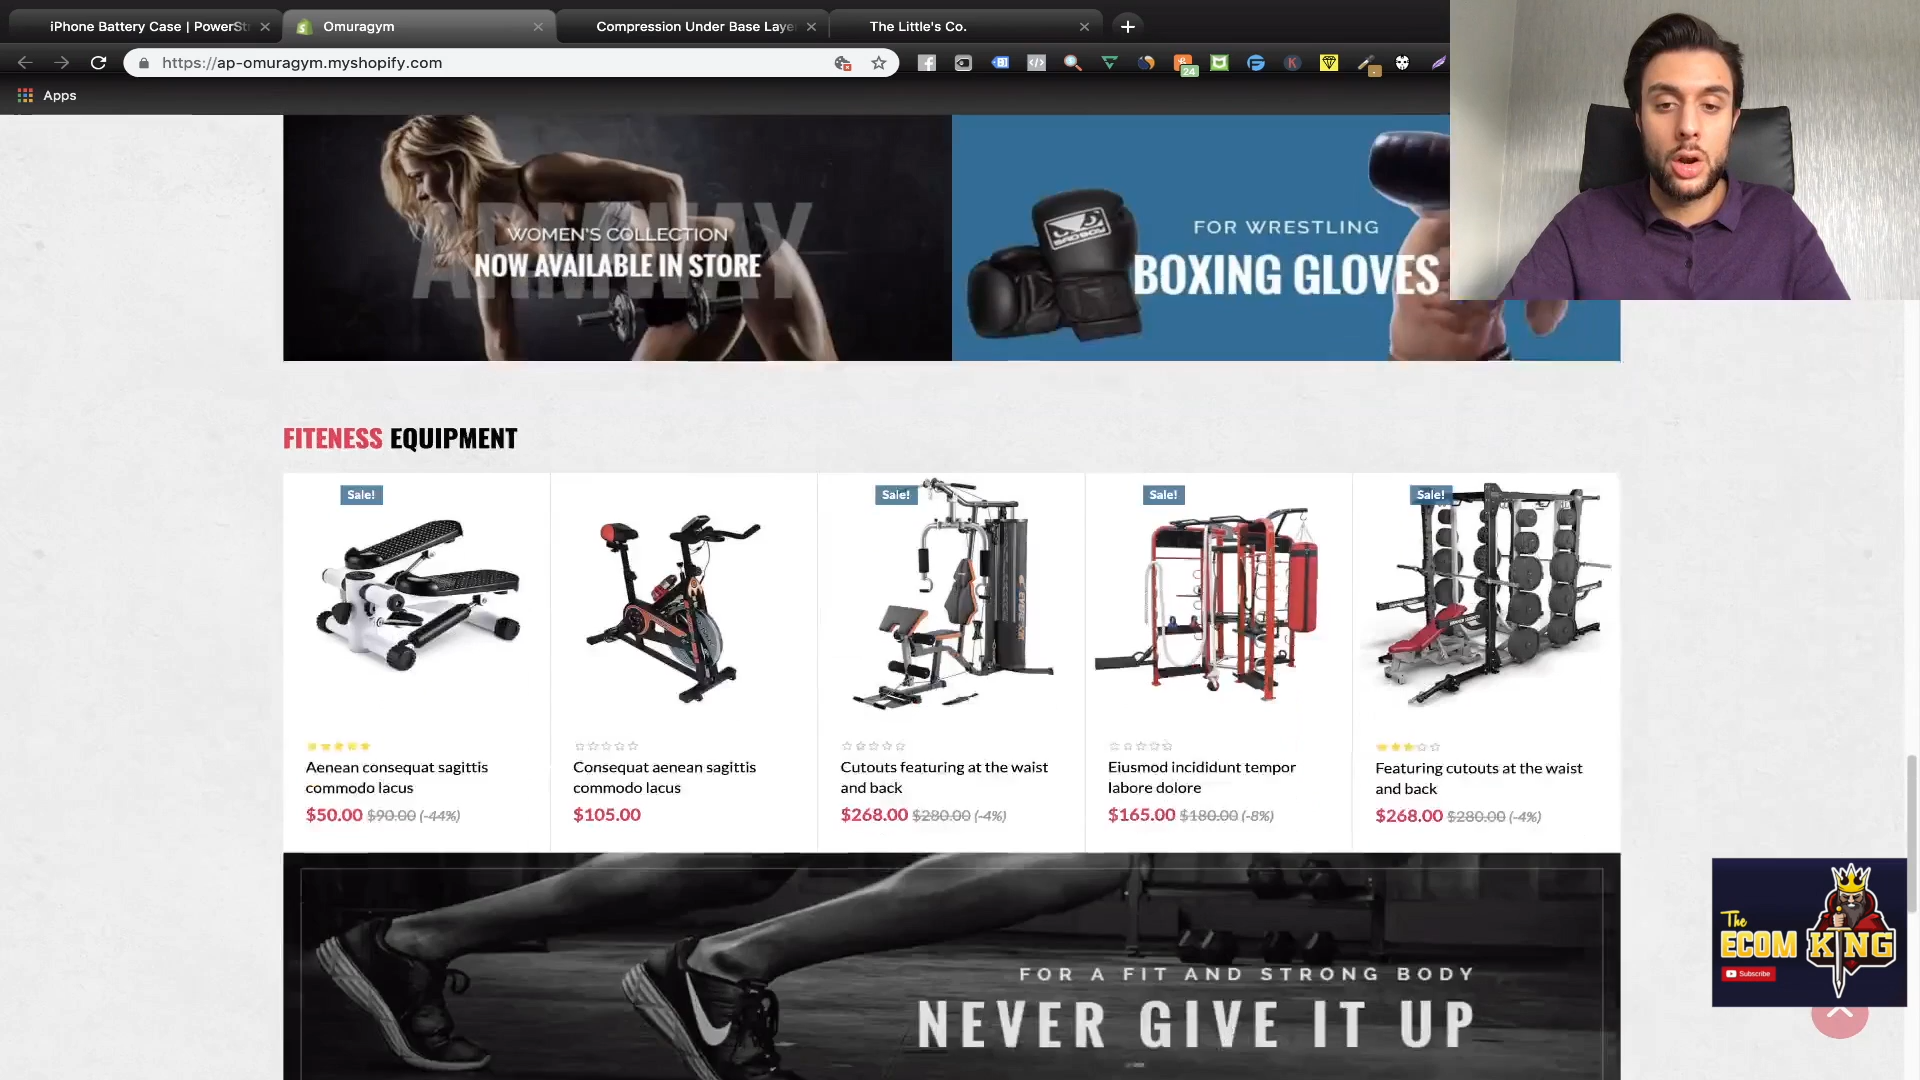 iPhone Battery Case | PowerSt
Omuragym
Compression Under Base Laye
The Little's Co.
https://ap-omuragym.myshopify.com
24
Apps
ARMWAY
WOMEN'S COLLECTION
NOW AVAILABLE IN STORE
BAD BOY
FOR WRESTLING
BOXING GLOVES
FITENESS EQUIPMENT
Sale!
Sale!
Sale!
Sale!
Aenean consequat sagittis
commodo lacus
$50.00 $90.00 (-44%)
Consequat aenean sagittis
commodo lacus
$105.00
Cutouts featuring at the waist
and back
$268.00 $280.00 (-4%)
Eiusmod incididunt tempor
labore dolore
$165.00 $180.00 (-8%)
Featuring cutouts at the waist
and back
$268.00 $280.00 (-4%)
FOR A FIT AND STRONG BODY
NEVER GIVE IT UP
The
ECOM KING
Subscribe